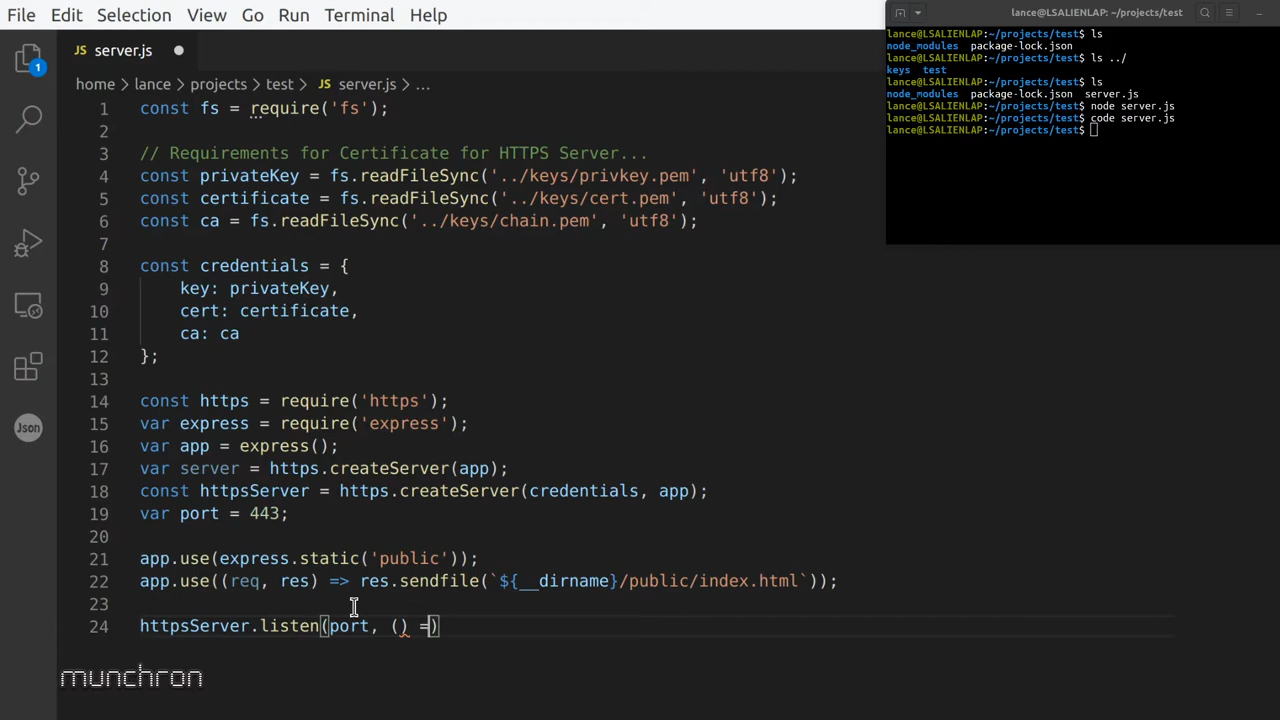 File Edit Selection View Go Run Terminal Help
lance@LSALIENLAP: ~/projects/test
lance@LSALIENLAP:~/projects/test$ ls
node_modules package-lock.json
lance@LSALIENLAP:~/projects/test$ ls ../
keys test
lance@LSALIENLAP:~/projects/test$ ls
node_modules package-lock.json server.js
lance@LSALIENLAP:~/projects/test$ node server.js
lance@LSALIENLAP:~/projects/test$ code server.js
lance@LSALIENLAP:~/projects/test$
1
Json
JS server.js
home > lance > projects > test > JS server.js > ...
1 const fs = require('fs');
2
3 // Requirements for Certificate for HTTPS Server...
4 const privateKey = fs.readFileSync('../keys/privkey.pem', 'utf8');
5 const certificate = fs.readFileSync('../keys/cert.pem', 'utf8');
6 const ca = fs.readFileSync('../keys/chain.pem', 'utf8');
7
8 const credentials = {
9 key: privateKey,
10 cert: certificate,
11 ca: ca
12 };
13
14 const https = require('https');
15 var express = require('express');
16 var app = express();
17 var server = https.createServer(app);
18 const httpsServer = https.createServer(credentials, app);
19 var port = 443;
20
21 app.use(express.static('public'));
22 app.use((req, res) => res.sendfile(`${__dirname}/public/index.html`));
23
24 httpsServer.listen(port, () =)
munchron